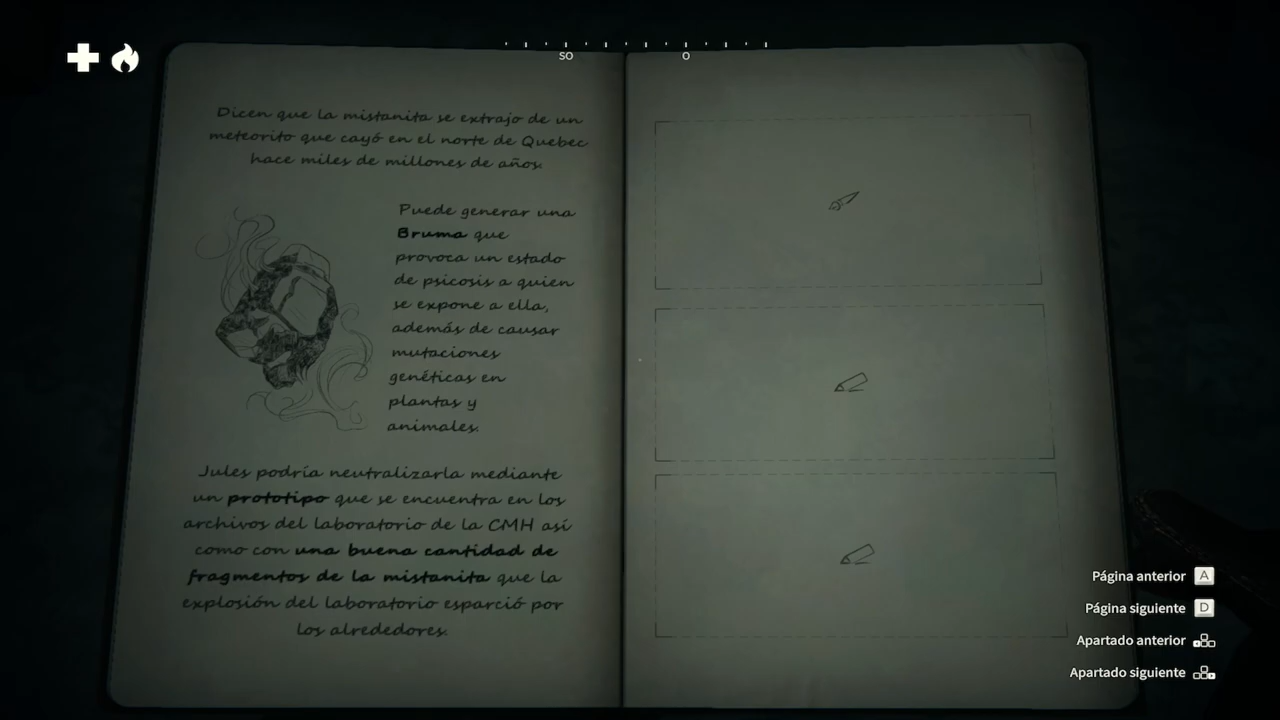 SO
O
Dicen que la mistanita se extrajo de un
meteorito que cayó en el norte de Quebec
hace miles de millones de años.
Puede generar una
Bruma que
provoca un estado
de psicosis a quien
se expone a ella,
además de causar
mutaciones
genéticas en
plantas y
animales.
Jules podría neutralizarla mediante
un prototipo que se encuentra en los
archivos del laboratorio de la CMH así
como con una buena cantidad de
fragmentos de la mistanita que la
explosión del laboratorio esparció por
los alrededores.
Página anterior A
Página siguiente D
Apartado anterior
Apartado siguiente